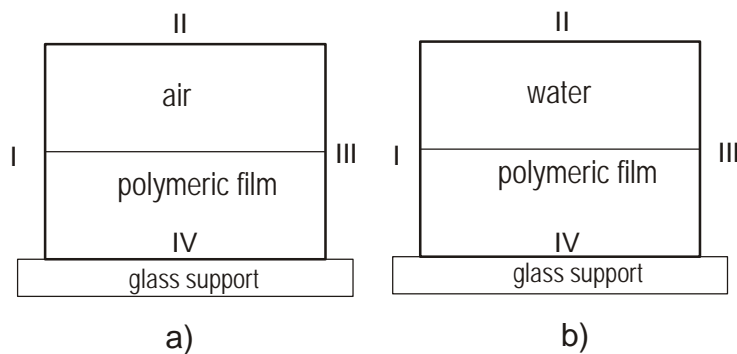 II
air
I
III
polymeric film
IV
glass support
a)
II
water
I
III
polymeric film
IV
glass support
b)